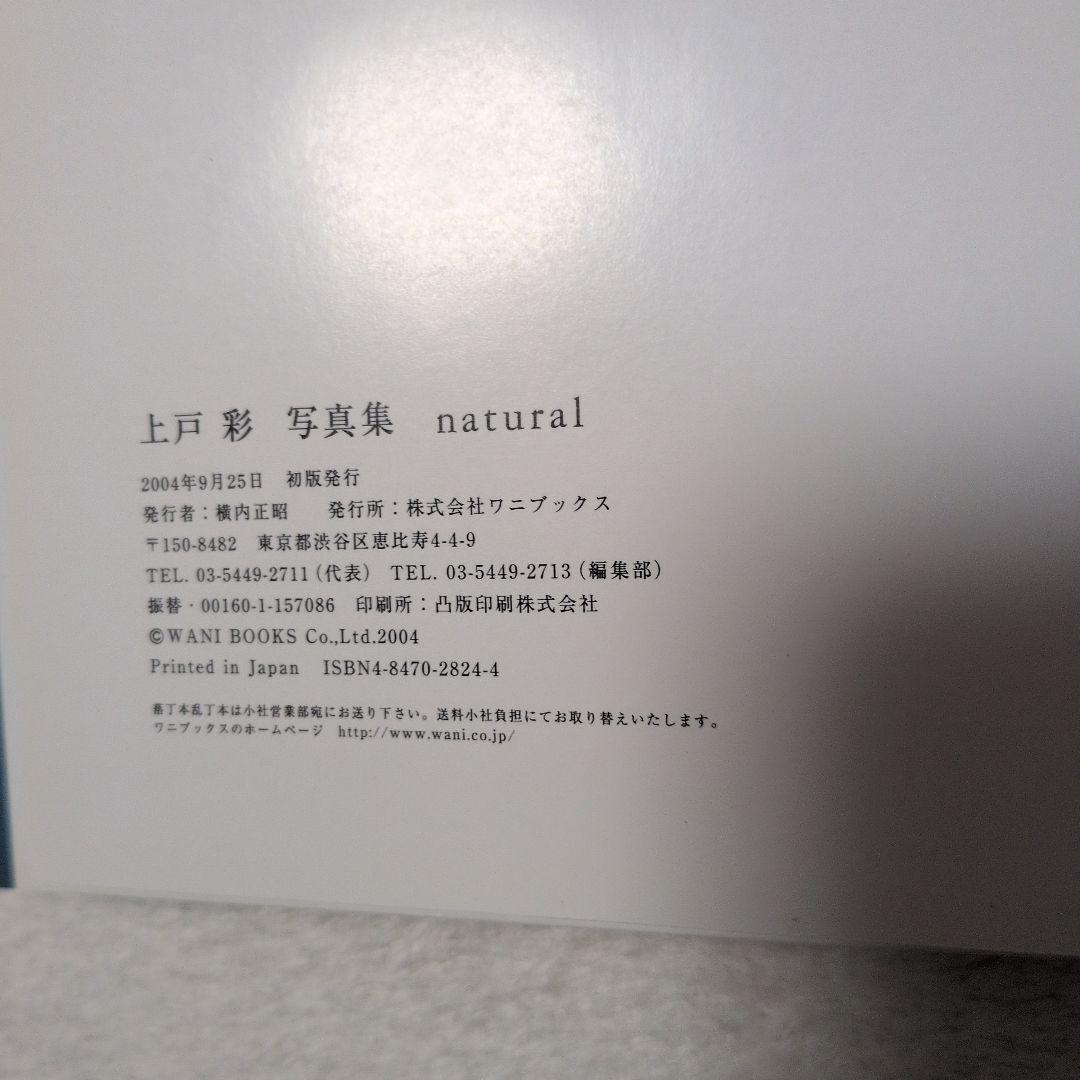 上戸 彩 写真集 natural
2004年9月25日 初版発行
発行者：横内正昭 発行所：株式会社ワニブックス
〒150-8482 東京都渋谷区恵比寿4-4-9
TEL. 03-5449-2711（代表） TEL. 03-5449-2713（編集部）
振替・00160-1-157086 印刷所：凸版印刷株式会社
©WANI BOOKS Co.,Ltd.2004
Printed in Japan ISBN4-8470-2824-4
落丁本乱丁本は小社営業部宛にお送り下さい。送料小社負担にてお取り替えいたします。
ワニブックスのホームページ http://www.wani.co.jp/